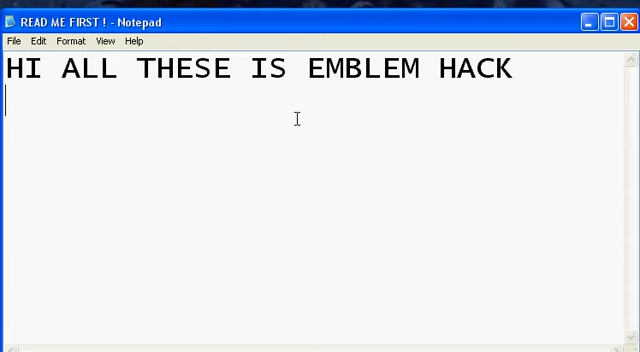 READ ME FIRST ! - Notepad
File Edit Format View Help
HI ALL THESE IS EMBLEM HACK